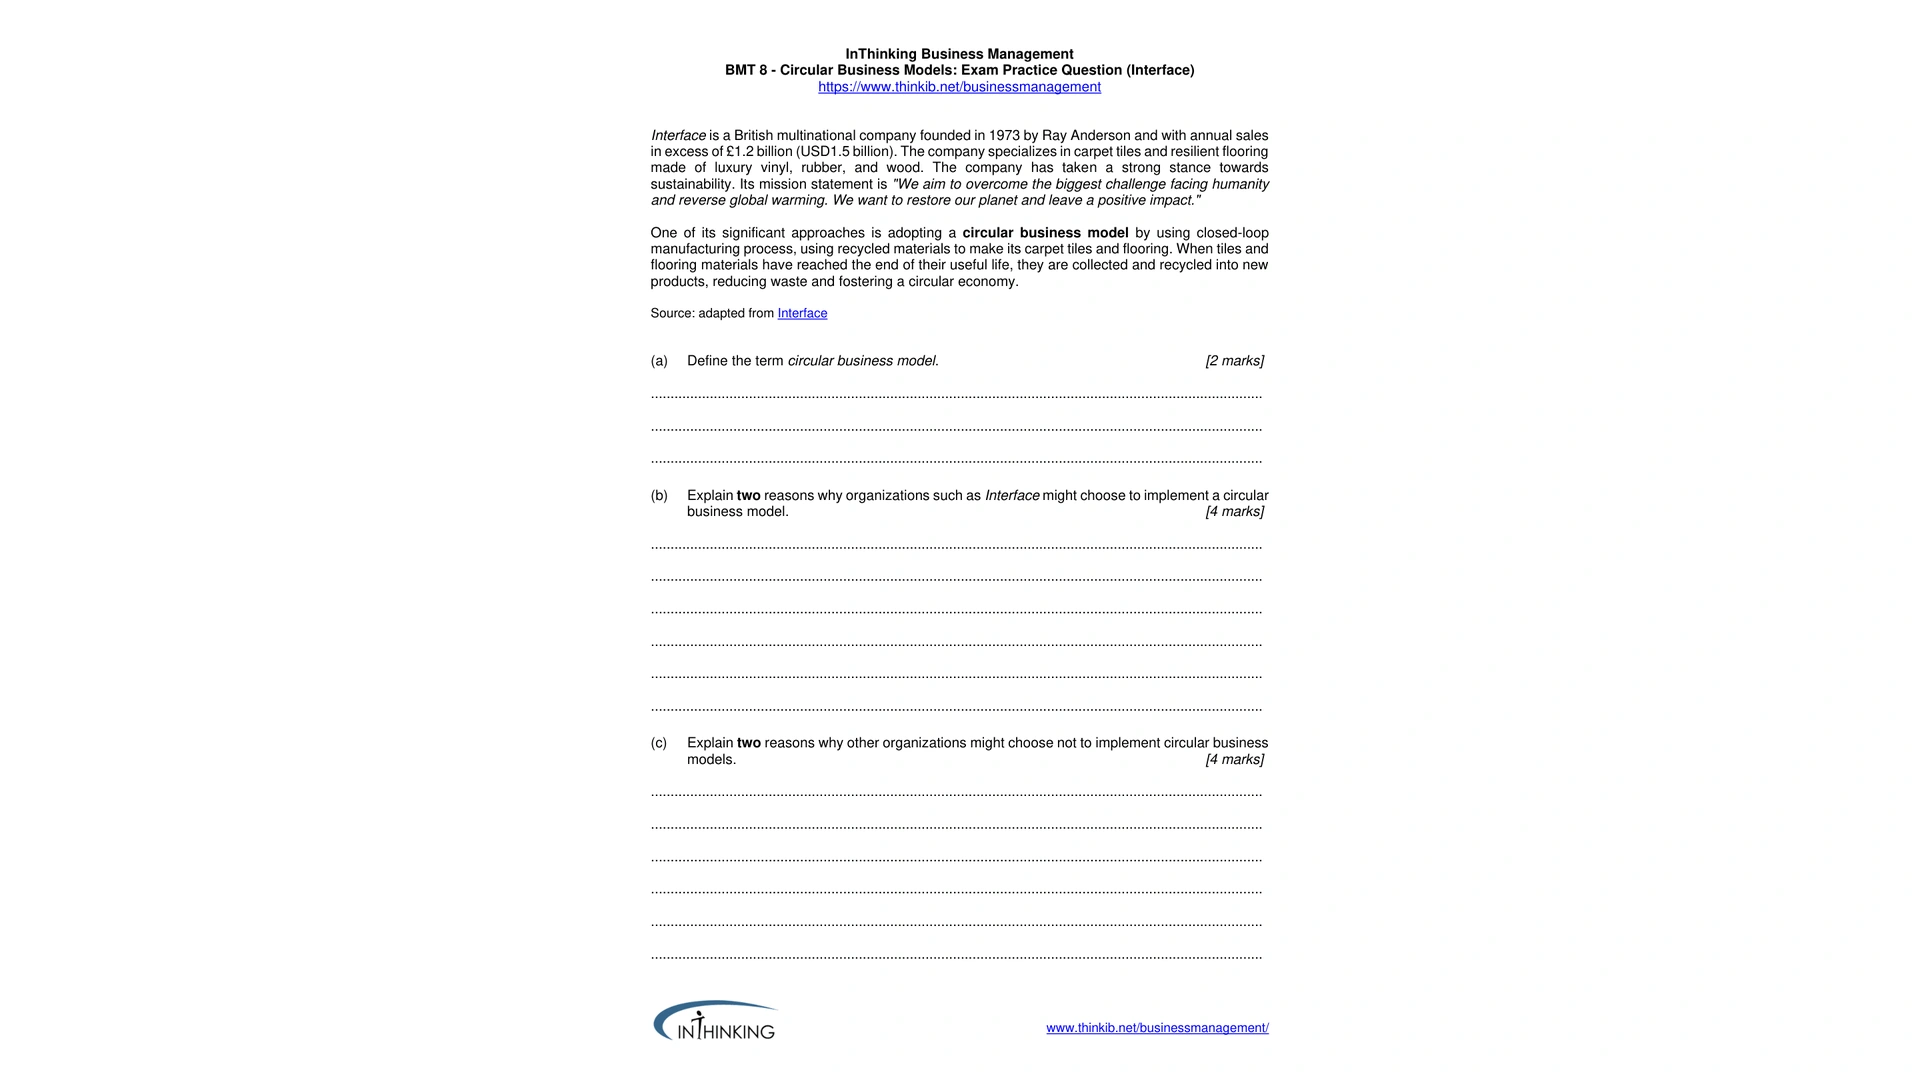 InThinking Business Management
BMT 8 - Circular Business Models: Exam Practice Question (Interface)
https://www.thinkib.net/businessmanagement
Interface is a British multinational company founded in 1973 by Ray Anderson and with annual sales
in excess of £1.2 billion (USD1.5 billion). The company specializes in carpet tiles and resilient flooring
made of luxury vinyl, rubber, and wood. The company has taken a strong stance towards
sustainability. Its mission statement is "We aim to overcome the biggest challenge facing humanity
and reverse global warming. We want to restore our planet and leave a positive impact."
One of its significant approaches is adopting a circular business model by using closed-loop
manufacturing process, using recycled materials to make its carpet tiles and flooring. When tiles and
flooring materials have reached the end of their useful life, they are collected and recycled into new
products, reducing waste and fostering a circular economy.
Source: adapted from Interface
(a) Define the term circular business model. [2 marks]
(b) Explain two reasons why organizations such as Interface might choose to implement a circular
business model. [4 marks]
(c) Explain two reasons why other organizations might choose not to implement circular business
models. [4 marks]
INTHINKING
www.thinkib.net/businessmanagement/